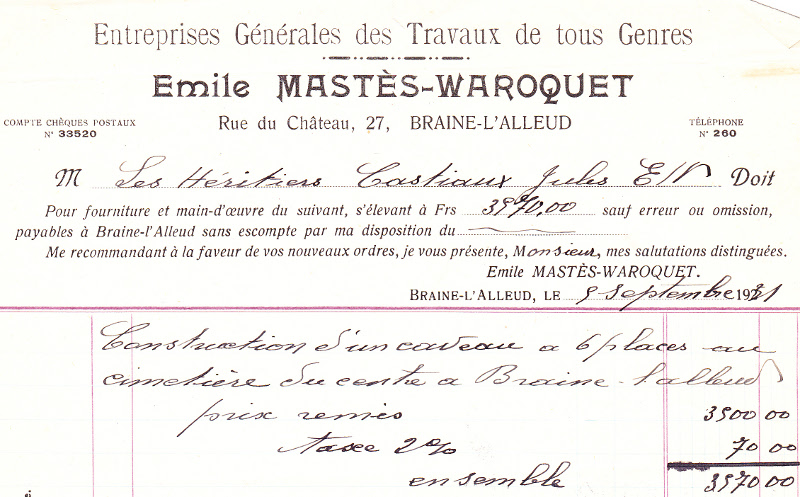 Entreprises Générales des Travaux de tous Genres
Emile MASTÈS-WAROQUET
COMPTE CHÈQUES POSTAUX
N° 33520
Rue du Château, 27, BRAINE-L'ALLEUD
TÉLÉPHONE
N° 260
M Les Héritiers Castiaux Jules E/V Doit
Pour fourniture et main-d'œuvre du suivant, s'élevant à Frs 3570,00 sauf erreur ou omission,
payables à Braine-l'Alleud sans escompte par ma disposition du
Me recommandant à la faveur de vos nouveaux ordres, je vous présente, Monsieur, mes salutations distinguées.
Emile MASTÈS-WAROQUET.
BRAINE-L'ALLEUD, LE 5 septembre 1931
Construction d'un caveau a 6 places au
cimetière du centre a Braine-l'alleud
prix remis 3500 00
taxe 2% 70 00
ensemble 3570 00